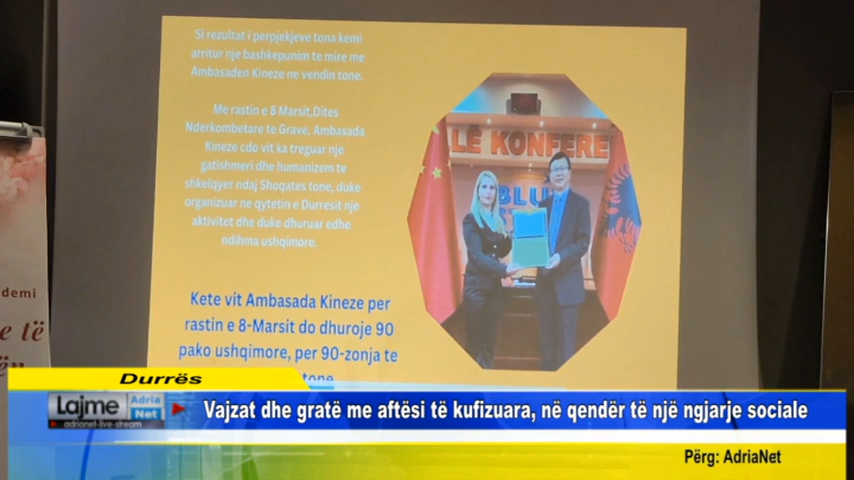 Si rezultat i perpjekjeve tona kemi
arritur nje bashkepunim te mire me
Ambasaden Kineze ne vendin tone.
Me rastin e 8 Marsit,Dites
Nderkombetare te Grave, Ambasada
Kineze cdo vit ka treguar nje
gatishmeri dhe humanizem te
shkelqyer ndaj Shoqates tone, duke
organizuar ne qytetin e Durresit nje
aktivitet dhe duke dhuruar edhe
ndihma ushqimore.
Kete vit Ambasada Kineze per
rastin e 8-Marsit do dhuroje 90
pako ushqimore, per 90-zonja te
tone
LË KONFERE
BLU
demi
e të
Durrës
Lajme Adria Net
adrianet-live-stream
Vajzat dhe gratë me aftësi të kufizuara, në qendër të një ngjarje sociale
Përg: AdriaNet